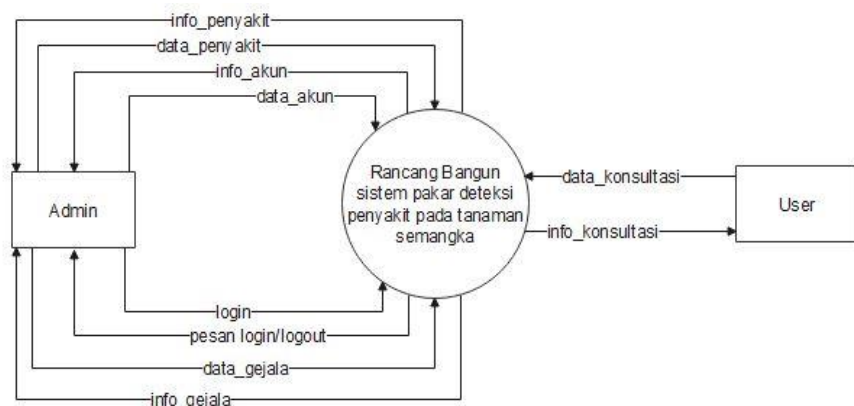 info_penyakit
data_penyakit
info_akun
data_akun
Admin
Rancang Bangun
sistem pakar deteksi
penyakit pada tanaman
semangka
data_konsultasi
info_konsultasi
User
login
pesan login/logout
data_gejala
info_gejala